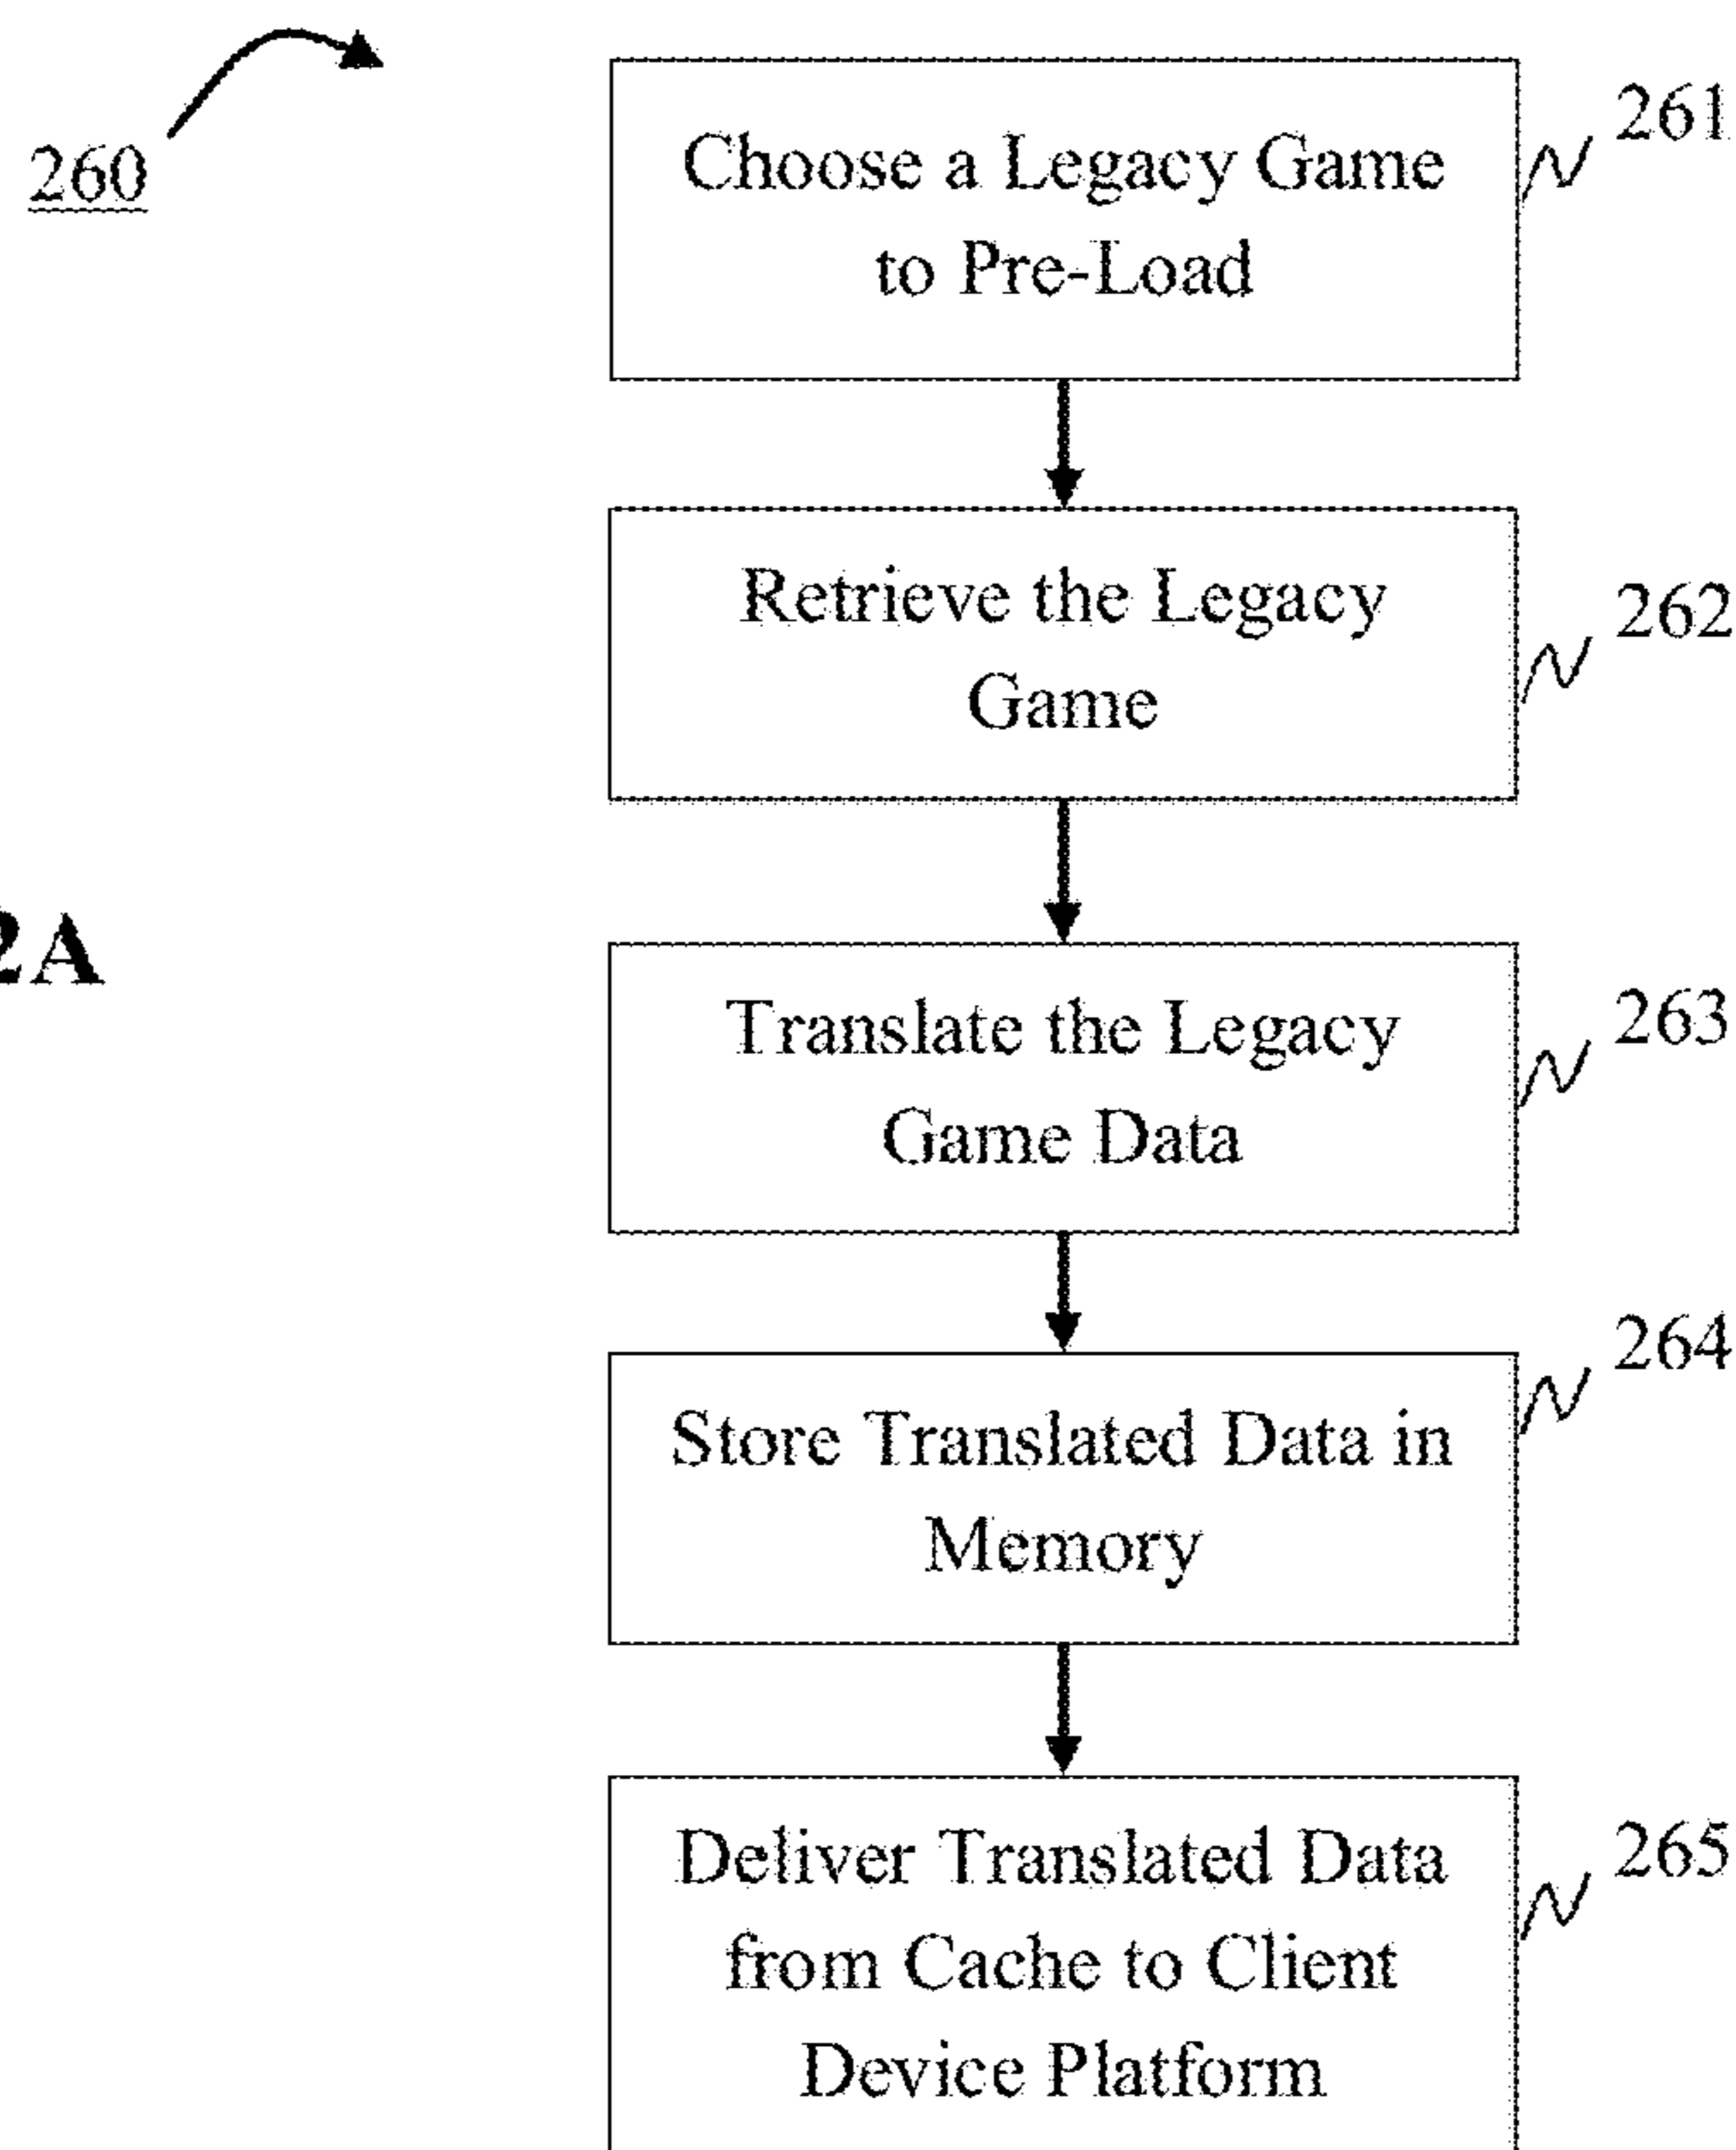 260
Choose a Legacy Game
to Pre-Load
261
Retrieve the Legacy
Game
262
2A
Translate the Legacy
Game Data
263
Store Translated Data in
Memory
264
Deliver Translated Data
from Cache to Client
Device Platform
265